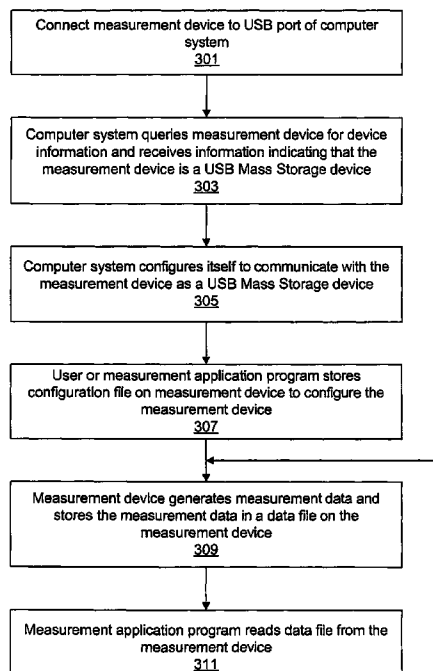 Connect measurement device to USB port of computer
system
301
Computer system queries measurement device for device
information and receives information indicating that the
measurement device is a USB Mass Storage device
303
Computer system configures itself to communicate with the
measurement device as a USB Mass Storage device
305
User or measurement application program stores
configuration file on measurement device to configure the
measurement device
307
Measurement device generates measurement data and
stores the measurement data in a data file on the
measurement device
309
Measurement application program reads data file from the
measurement device
311